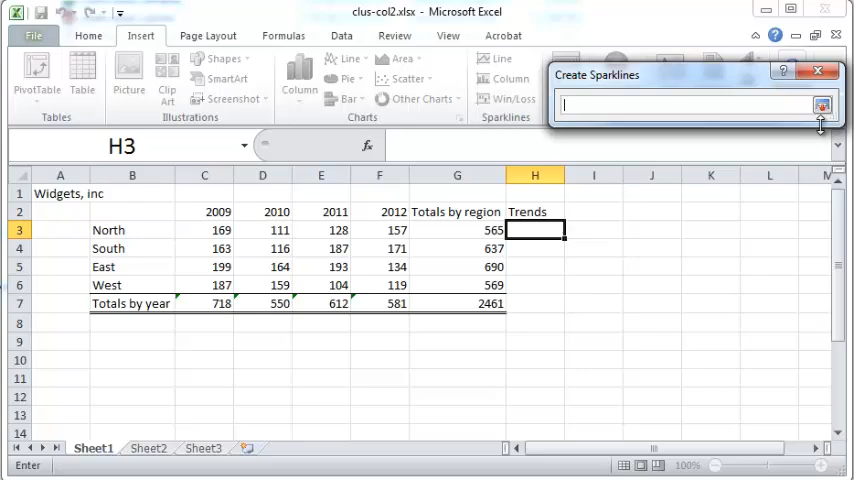 clus-col2.xlsx - Microsoft Excel
File Home Insert Page Layout Formulas Data Review View Acrobat
PivotTable Table Picture Clip Art Shapes SmartArt Screenshot Column Line Pie Bar Area Scatter Other Charts Line Column Win/Loss
Tables Illustrations Charts Sparklines
Create Sparklines
H3 fx
A B C D E F G H I J K L M
1 Widgets, inc
2 2009 2010 2011 2012 Totals by region Trends
3 North 169 111 128 157 565
4 South 163 116 187 171 637
5 East 199 164 193 134 690
6 West 187 159 104 119 569
7 Totals by year 718 550 612 581 2461
8
9
10
11
12
13
14
Sheet1 Sheet2 Sheet3
Enter 100%